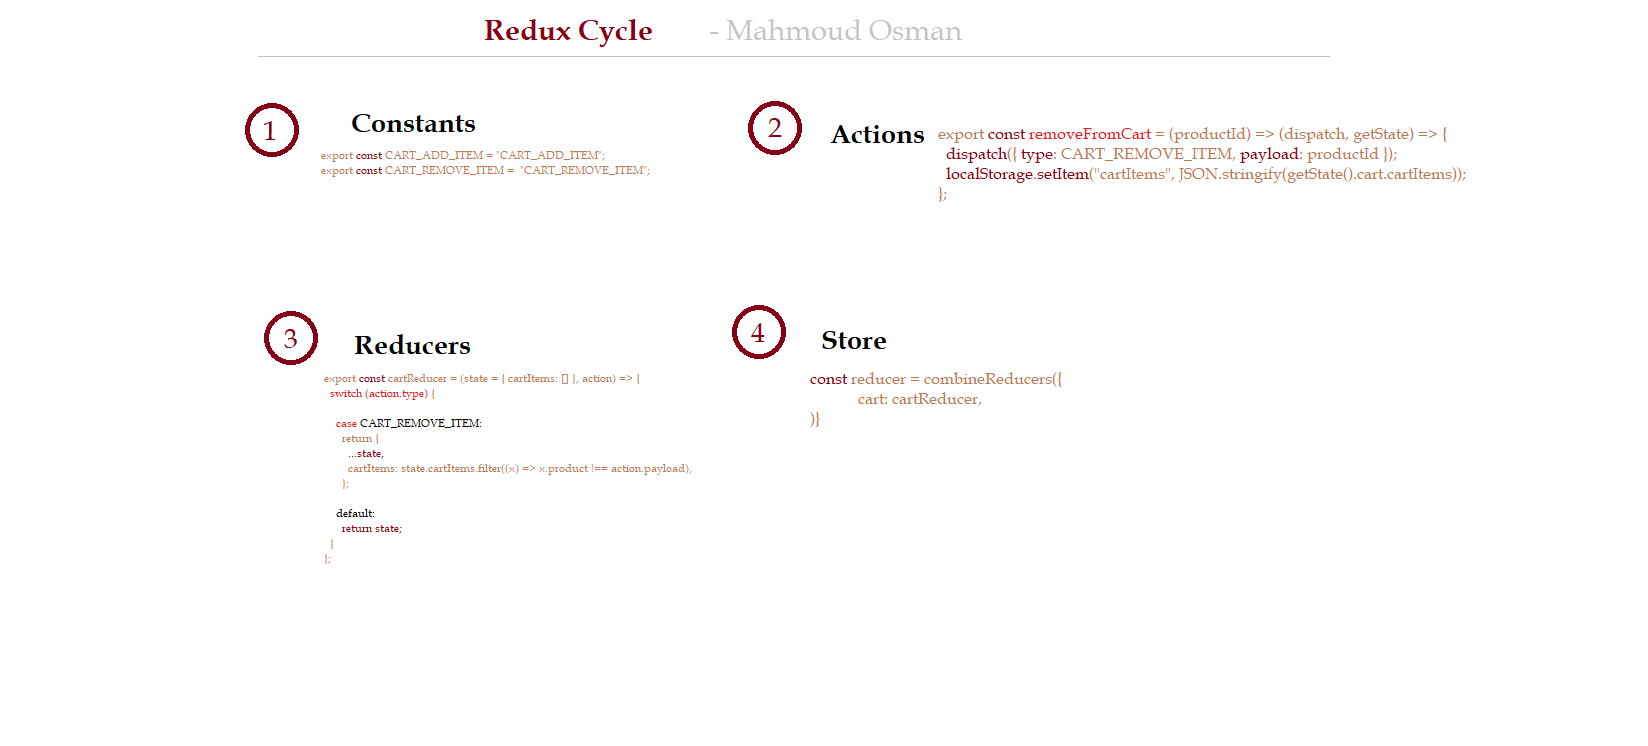 Redux Cycle - Mahmoud Osman
1
Constants
export const CART_ADD_ITEM = "CART_ADD_ITEM";
export const CART_REMOVE_ITEM = "CART_REMOVE_ITEM";
2
Actions
export const removeFromCart = (productId) => (dispatch, getState) => {
dispatch({ type: CART_REMOVE_ITEM, payload: productId });
localStorage.setItem("cartItems", JSON.stringify(getState().cart.cartItems));
};
3
Reducers
export const cartReducer = (state = { cartItems: [] }, action) => {
switch (action.type) {
case CART_REMOVE_ITEM:
return {
...state,
cartItems: state.cartItems.filter((x) => x.product !== action.payload),
};
default:
return state;
}
};
4
Store
const reducer = combineReducers({
cart: cartReducer,
)}